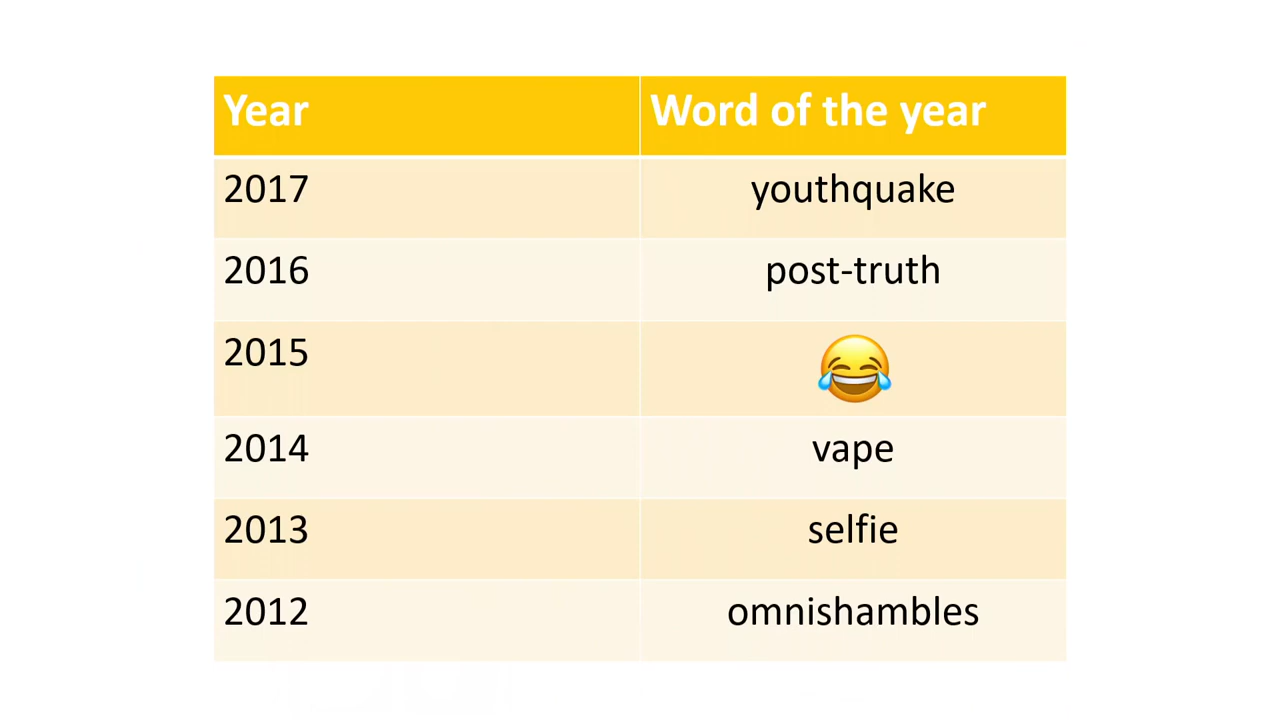 Year Word of the year
2017 youthquake
2016 post-truth
2015 😂
2014 vape
2013 selfie
2012 omnishambles